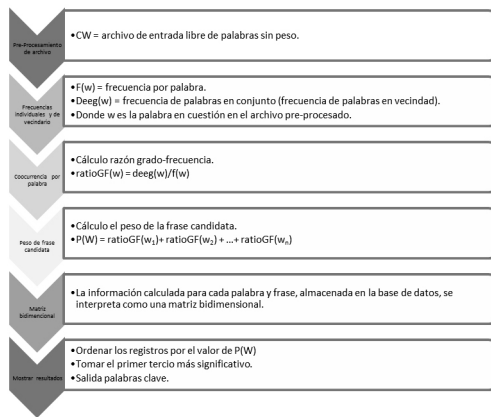 Pre-Procesamiento
de archivo
•CW = archivo de entrada libre de palabras sin peso.
Frecuencias
individuales y de
vecindario
•F(w) = frecuencia por palabra.
•Deeg(w) = frecuencia de palabras en conjunto (frecuencia de palabras en vecindad).
•Donde w es la palabra en cuestión en el archivo pre-procesado.
Coocurrencia por
palabra
•Cálculo razón grado-frecuencia.
•ratioGF(w) = deeg(w)/f(w)
Peso de frase
candidata
•Cálculo el peso de la frase candidata.
•P(W) = ratioGF(w₁)+ ratioGF(w₂) + ...+ ratioGF(wₙ)
Matriz
bidimencional
•La información calculada para cada palabra y frase, almacenada en la base de datos, se
interpreta como una matriz bidimensional.
Mostrar resultados
•Ordenar los registros por el valor de P(W)
•Tomar el primer tercio más significativo.
•Salida palabras clave.